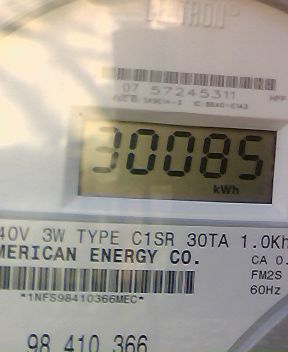 CENTRON®
07 57245311
30085
kWh
40V 3W TYPE C1SR 30TA 1.0Kh
MERICAN ENERGY CO.
CA 0.
FM2S
60Hz
*1NFS98410366MEC*
98 410 366